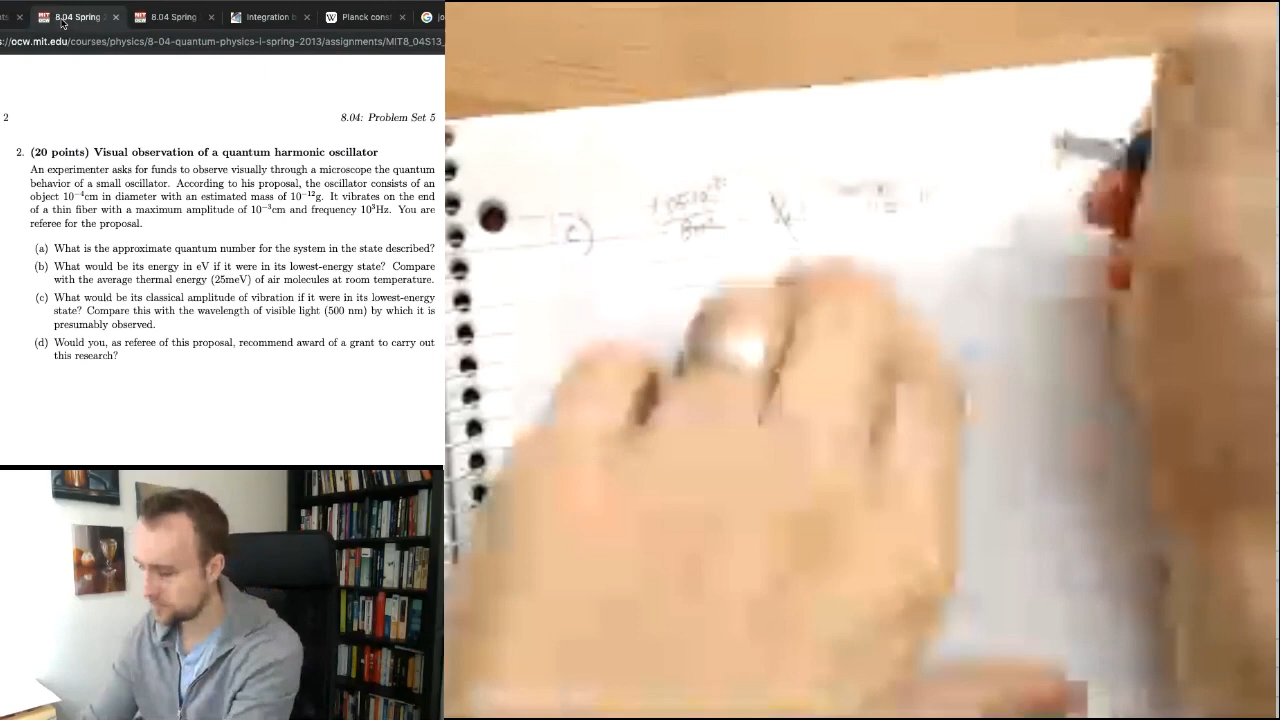 8.04 Spring
8.04 Spring
Integration b
W Planck cons
G jo
://ocw.mit.edu/courses/physics/8-04-quantum-physics-i-spring-2013/assignments/MIT8_04S13_
2
8.04: Problem Set 5
2. (20 points) Visual observation of a quantum harmonic oscillator
An experimenter asks for funds to observe visually through a microscope the quantum
behavior of a small oscillator. According to his proposal, the oscillator consists of an
object 10⁻⁴cm in diameter with an estimated mass of 10⁻¹²g. It vibrates on the end
of a thin fiber with a maximum amplitude of 10⁻³cm and frequency 10³Hz. You are
referee for the proposal.
(a) What is the approximate quantum number for the system in the state described?
(b) What would be its energy in eV if it were in its lowest-energy state? Compare
with the average thermal energy (25meV) of air molecules at room temperature.
(c) What would be its classical amplitude of vibration if it were in its lowest-energy
state? Compare this with the wavelength of visible light (500 nm) by which it is
presumably observed.
(d) Would you, as referee of this proposal, recommend award of a grant to carry out
this research?
c)